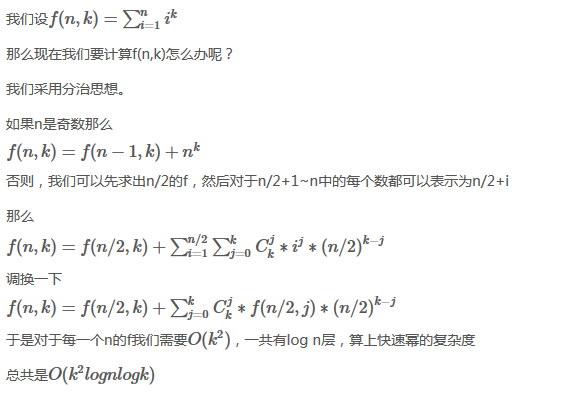 我们设f(n,k)=∑_{i=1}^{n} i^k
那么现在我们要计算f(n,k)怎么办呢？
我们采用分治思想。
如果n是奇数那么
f(n,k)=f(n−1,k)+n^k
否则，我们可以先求出n/2的f，然后对于n/2+1~n中的每个数都可以表示为n/2+i
那么
f(n,k)=f(n/2,k)+∑_{i=1}^{n/2}∑_{j=0}^{k} C_k^j*i^j*(n/2)^{k−j}
调换一下
f(n,k)=f(n/2,k)+∑_{j=0}^{k} C_k^j*f(n/2,j)*(n/2)^{k−j}
于是对于每一个n的f我们需要O(k^2)，一共有log n层，算上快速幂的复杂度
总共是O(k^2lognlogk)